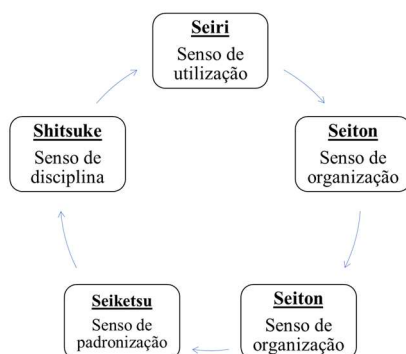 Seiri
Senso de
utilização
Seiton
Senso de
organização
Seiton
Senso de
organização
Seiketsu
Senso de
padronização
Shitsuke
Senso de
disciplina